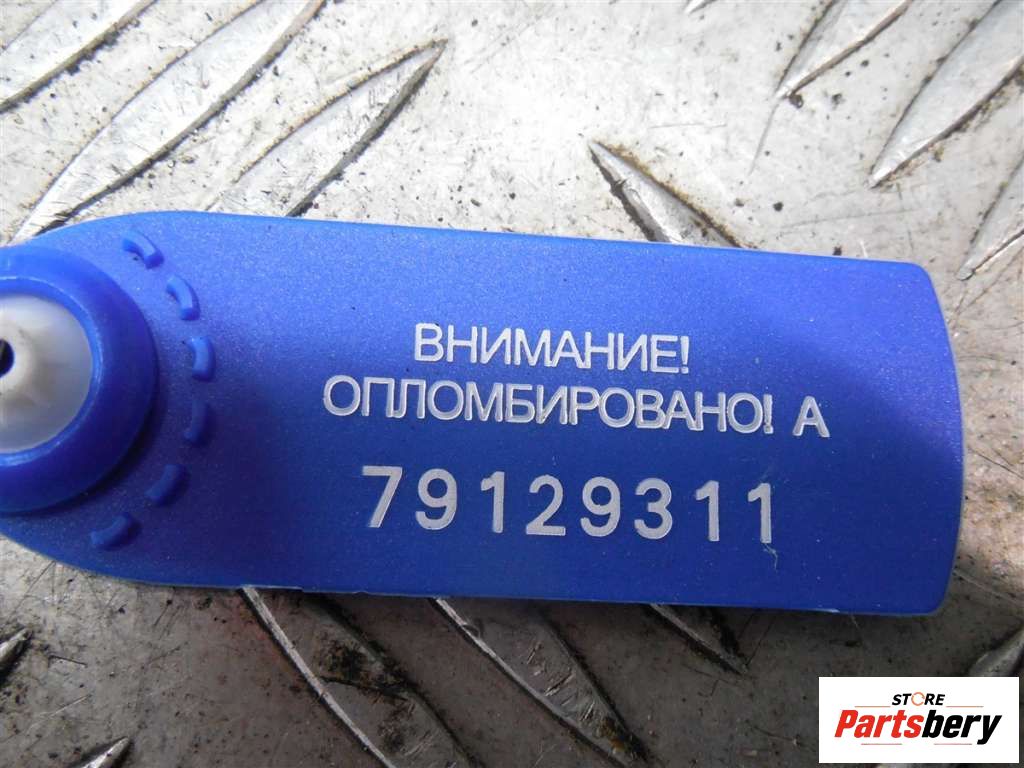 ВНИМАНИЕ!
ОПЛОМБИРОВАНО! А
79129311
STORE
Partsbery